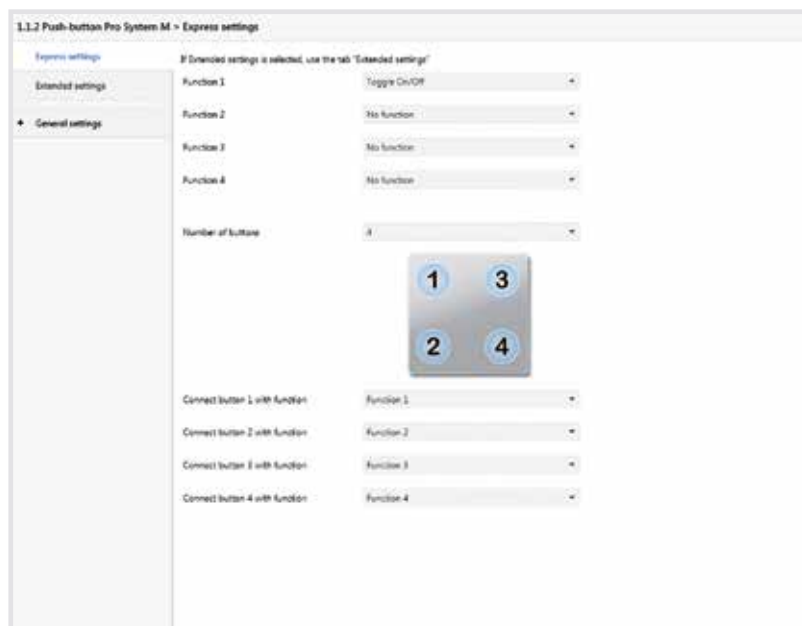 1.1.2 Push-button Pro System M > Express settings
Express settings
Extended settings
+ General settings
If Extended settings is selected, use the tab "Extended settings"
Function 1 Toggle On/Off
Function 2 No function
Function 3 No function
Function 4 No function
Number of buttons 4
1 3
2 4
Connect button 1 with function Function 1
Connect button 2 with function Function 2
Connect button 3 with function Function 3
Connect button 4 with function Function 4